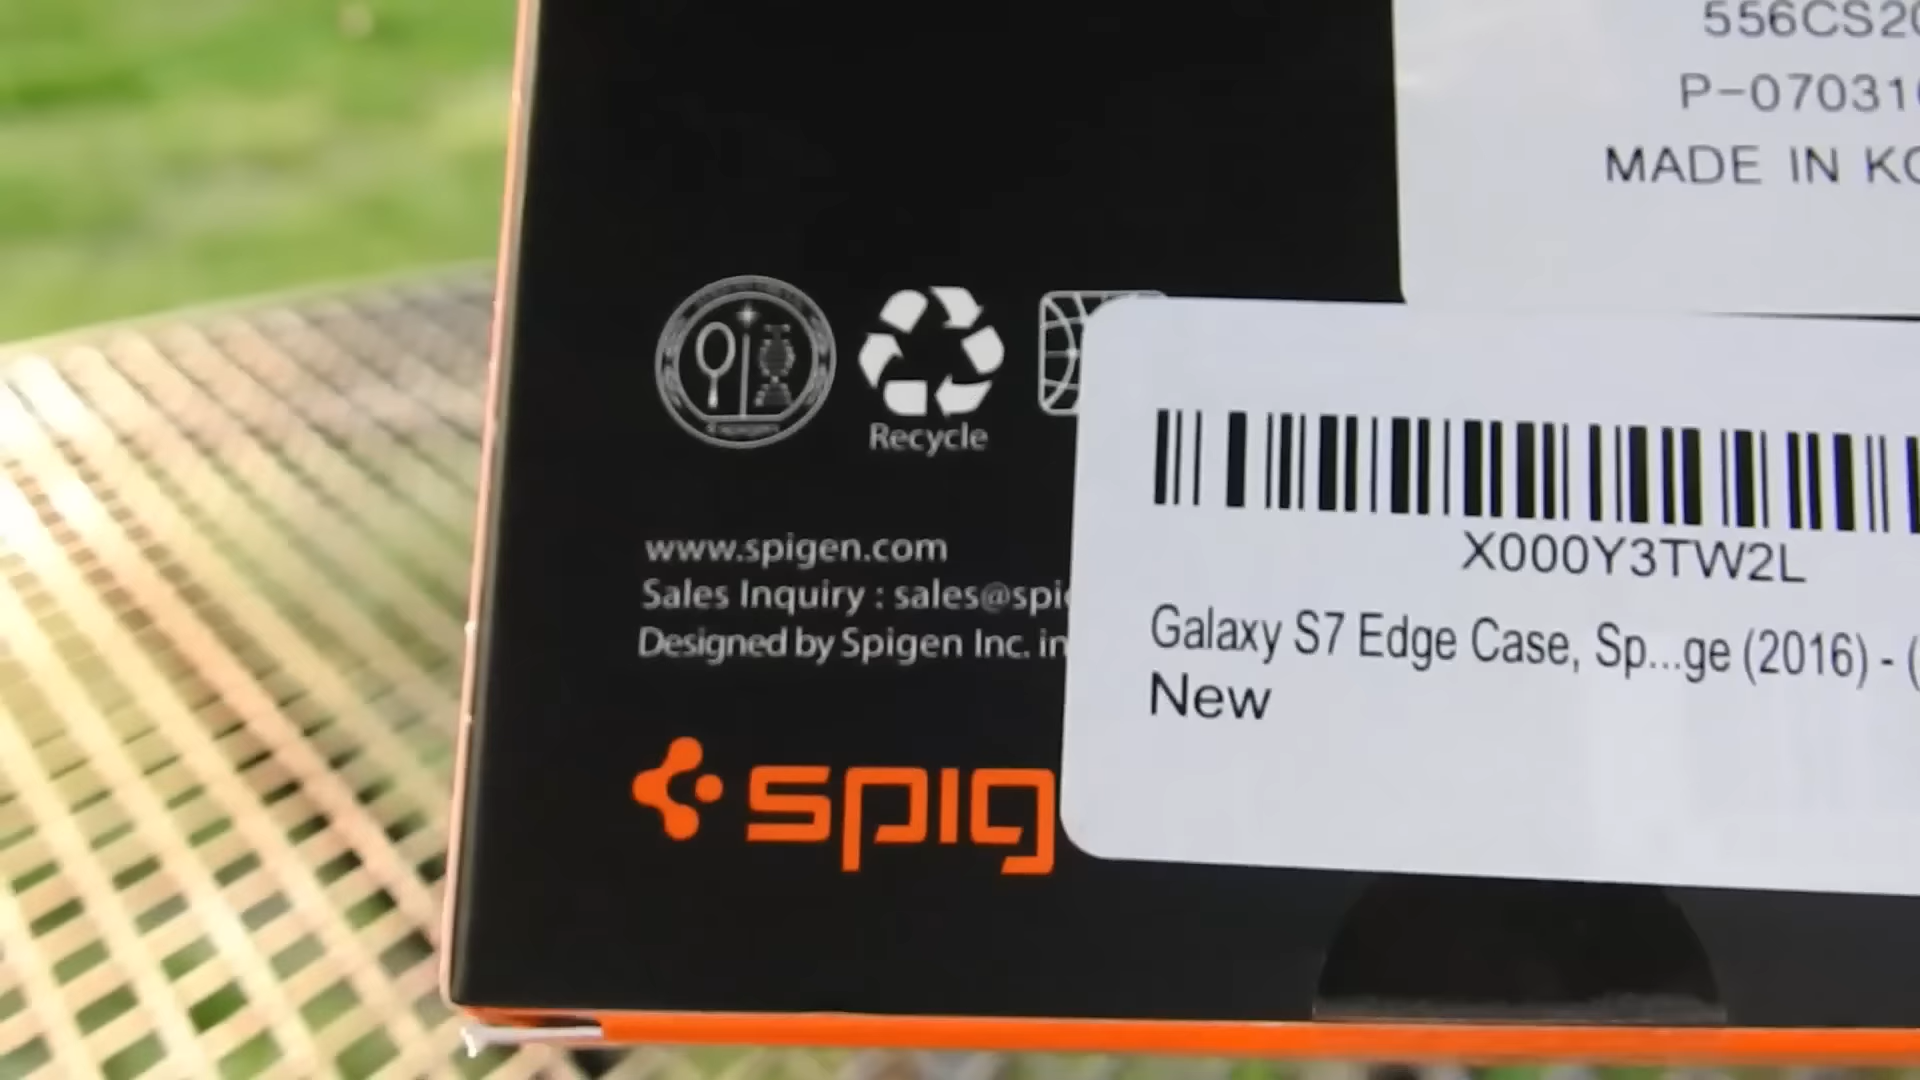 556CS20
P-07031
MADE IN KO
Recycle
www.spigen.com
Sales Inquiry : sales@spi
Designed by Spigen Inc. in
spig
X000Y3TW2L
Galaxy S7 Edge Case, Sp...ge (2016) - (
New